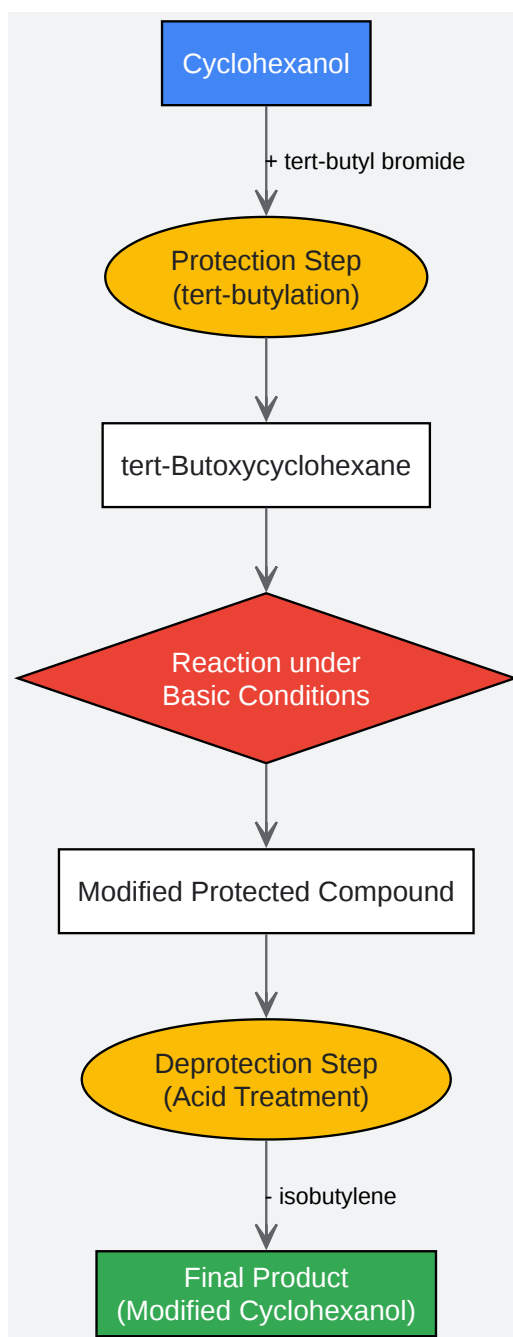 Cyclohexanol
+ tert-butyl bromide
Protection Step
(tert-butylation)
tert-Butoxycyclohexane
Reaction under
Basic Conditions
Modified Protected Compound
Deprotection Step
(Acid Treatment)
- isobutylene
Final Product
(Modified Cyclohexanol)